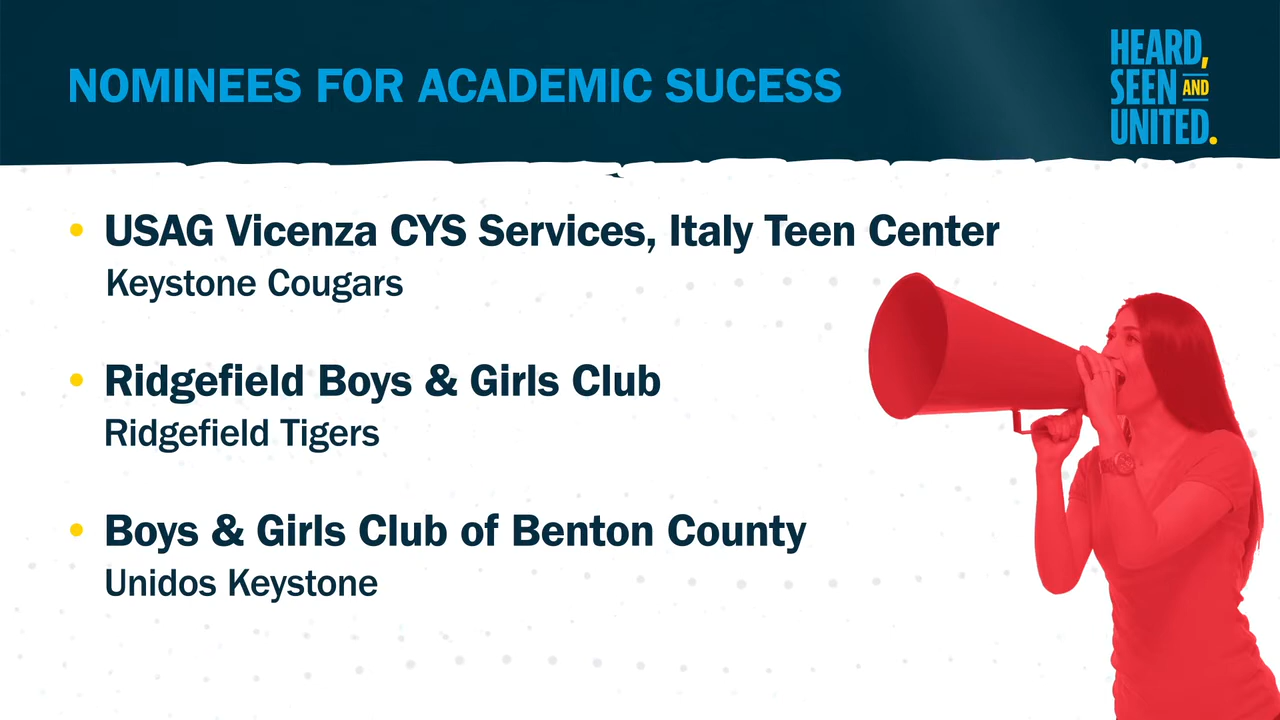 NOMINEES FOR ACADEMIC SUCESS
HEARD,
SEEN AND
UNITED.
• USAG Vicenza CYS Services, Italy Teen Center
Keystone Cougars
• Ridgefield Boys & Girls Club
Ridgefield Tigers
• Boys & Girls Club of Benton County
Unidos Keystone